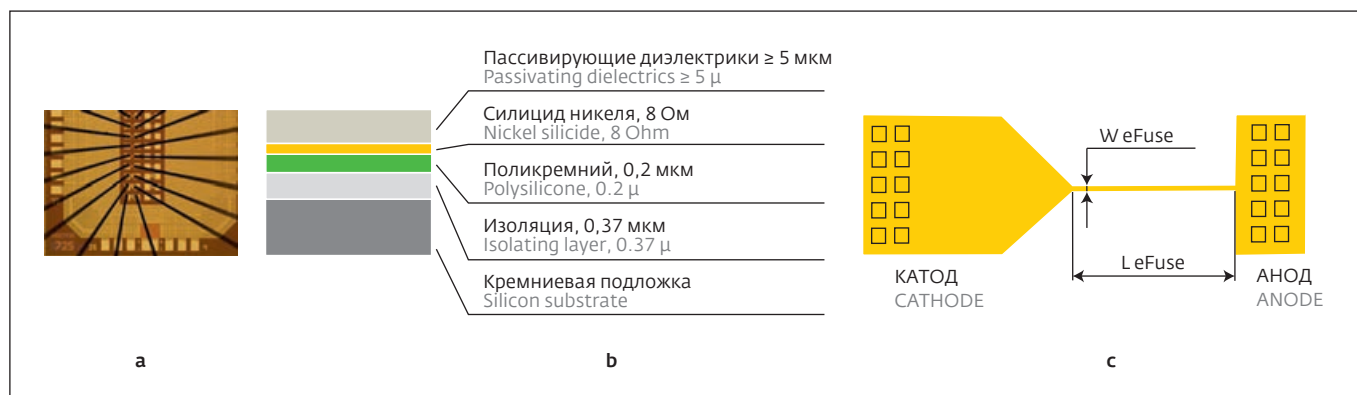 Пассивирующие диэлектрики ≥ 5 мкм
Passivating dielectrics ≥ 5 μ
Силицид никеля, 8 Ом
Nickel silicide, 8 Ohm
Поликремний, 0,2 мкм
Polysilicone, 0.2 μ
Изоляция, 0,37 мкм
Isolating layer, 0.37 μ
Кремниевая подложка
Silicon substrate
W eFuse
L eFuse
КАТОД
CATHODE
АНОД
ANODE
725
a
b
c